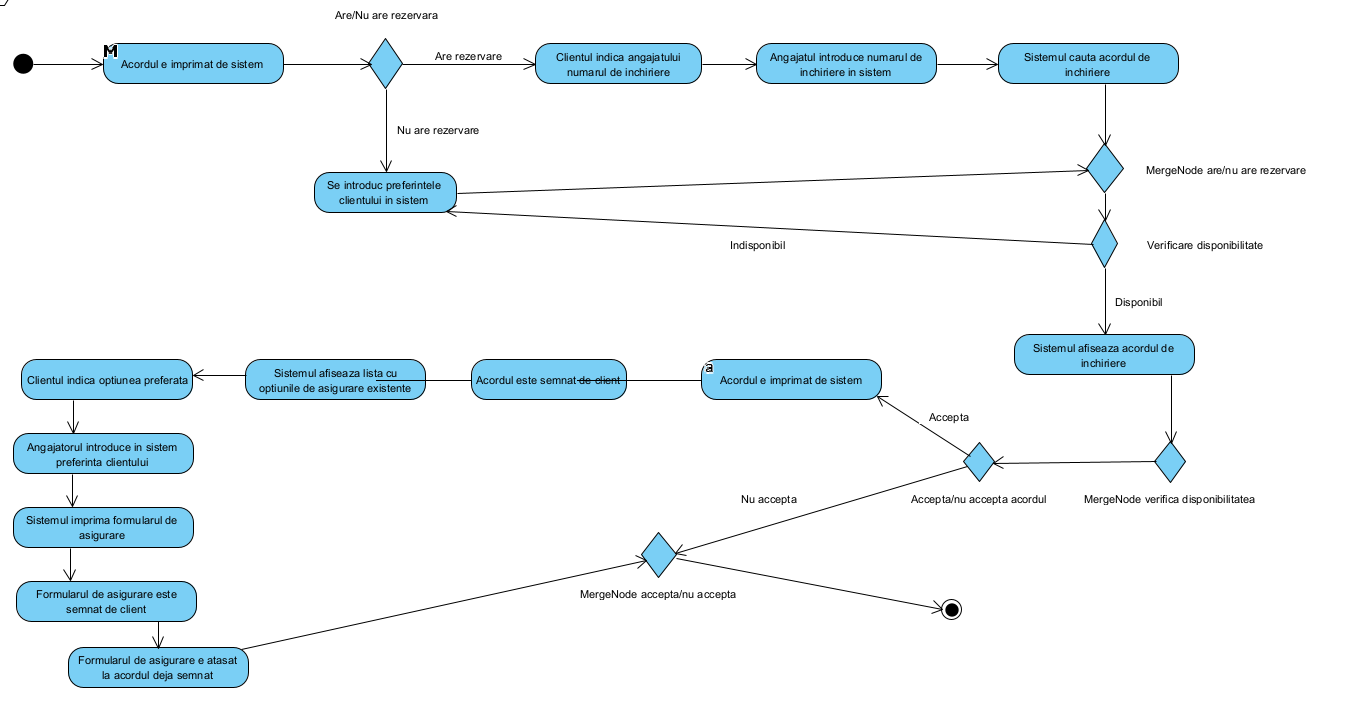 Are/Nu are rezervara
M
Acordul e imprimat de sistem
Are rezervare
Clientul indica angajatului
numarul de inchiriere
Angajatul introduce numarul de
inchiriere in sistem
Sistemul cauta acordul de
inchiriere
Nu are rezervare
Se introduc preferintele
clientului in sistem
MergeNode are/nu are rezervare
Indisponibil
Verificare disponibilitate
Disponibil
Sistemul afiseaza acordul de
inchiriere
Clientul indica optiunea preferata
Sistemul afiseaza lista cu
optiunile de asigurare existente
Acordul este semnat de client
a
Acordul e imprimat de sistem
Accepta
Angajatorul introduce in sistem
preferinta clientului
Nu accepta
Accepta/nu accepta acordul
MergeNode verifica disponibilitatea
Sistemul imprima formularul de
asigurare
MergeNode accepta/nu accepta
Formularul de asigurare este
semnat de client
Formularul de asigurare e atasat
la acordul deja semnat